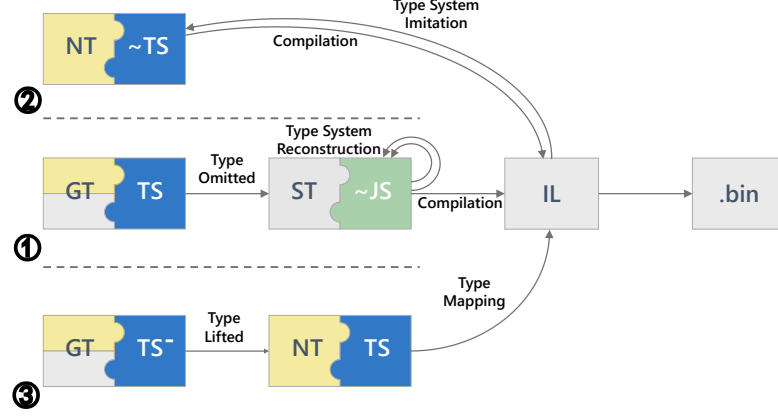 Type System
Imitation
NT ~TS
Compilation
②
Type System
Reconstruction
GT TS
Type
Omitted
ST ~JS
Compilation
IL
.bin
①
Type
Mapping
GT TS⁻
Type
Lifted
NT TS
③